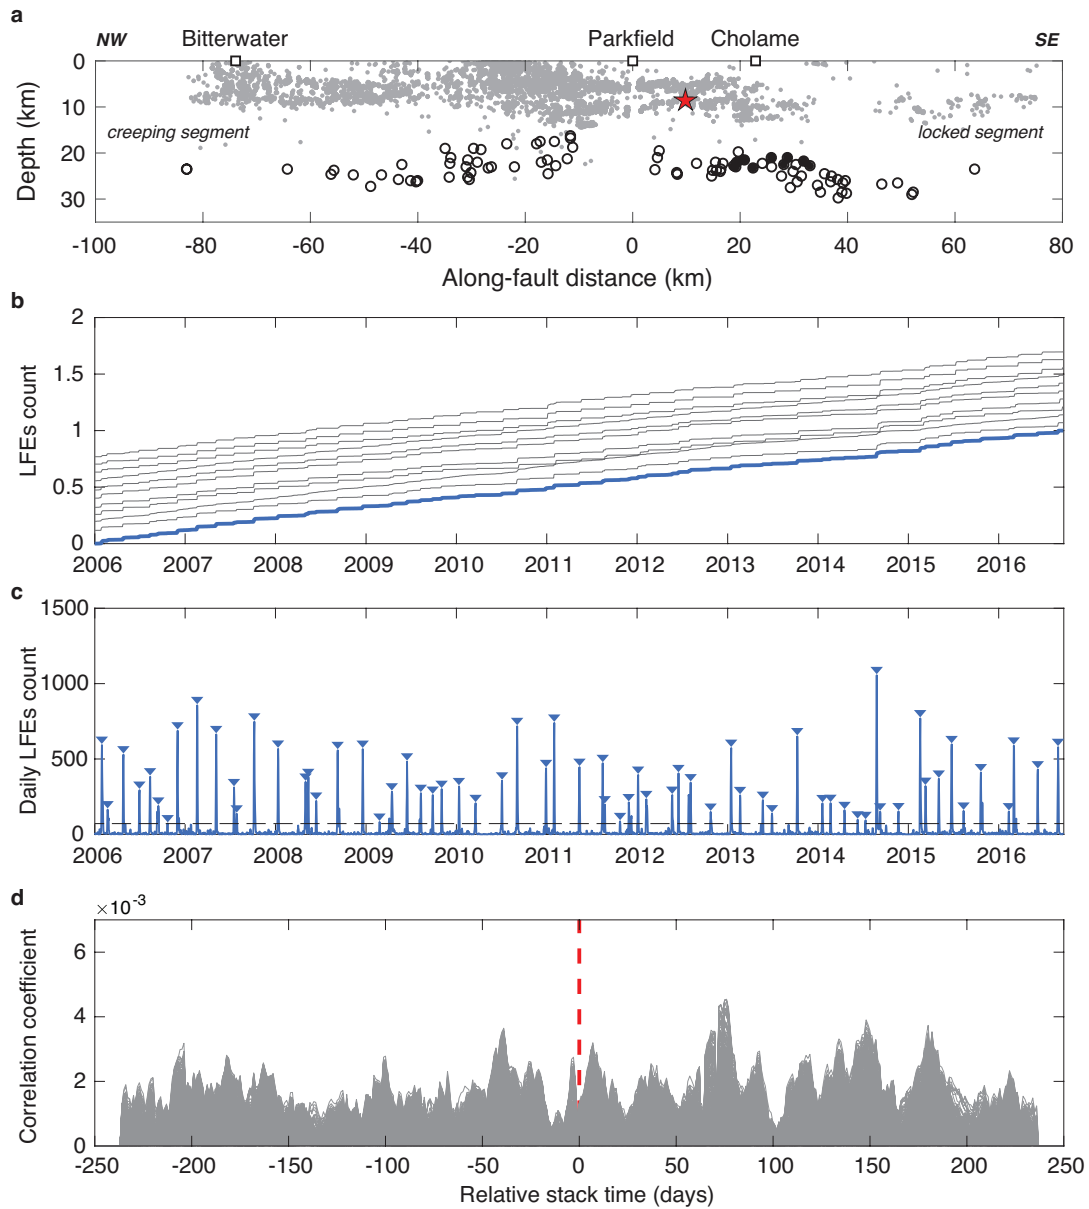 a
NW Bitterwater Parkfield Cholame SE
0
10
20
30
Depth (km)
creeping segment locked segment
-100 -80 -60 -40 -20 0 20 40 60 80
Along-fault distance (km)
b
2
1.5
1
0.5
0
LFEs count
2006 2007 2008 2009 2010 2011 2012 2013 2014 2015 2016
c
1500
1000
500
0
Daily LFEs count
2006 2007 2008 2009 2010 2011 2012 2013 2014 2015 2016
d
×10-3
6
4
2
0
Correlation coefficient
-250 -200 -150 -100 -50 0 50 100 150 200 250
Relative stack time (days)